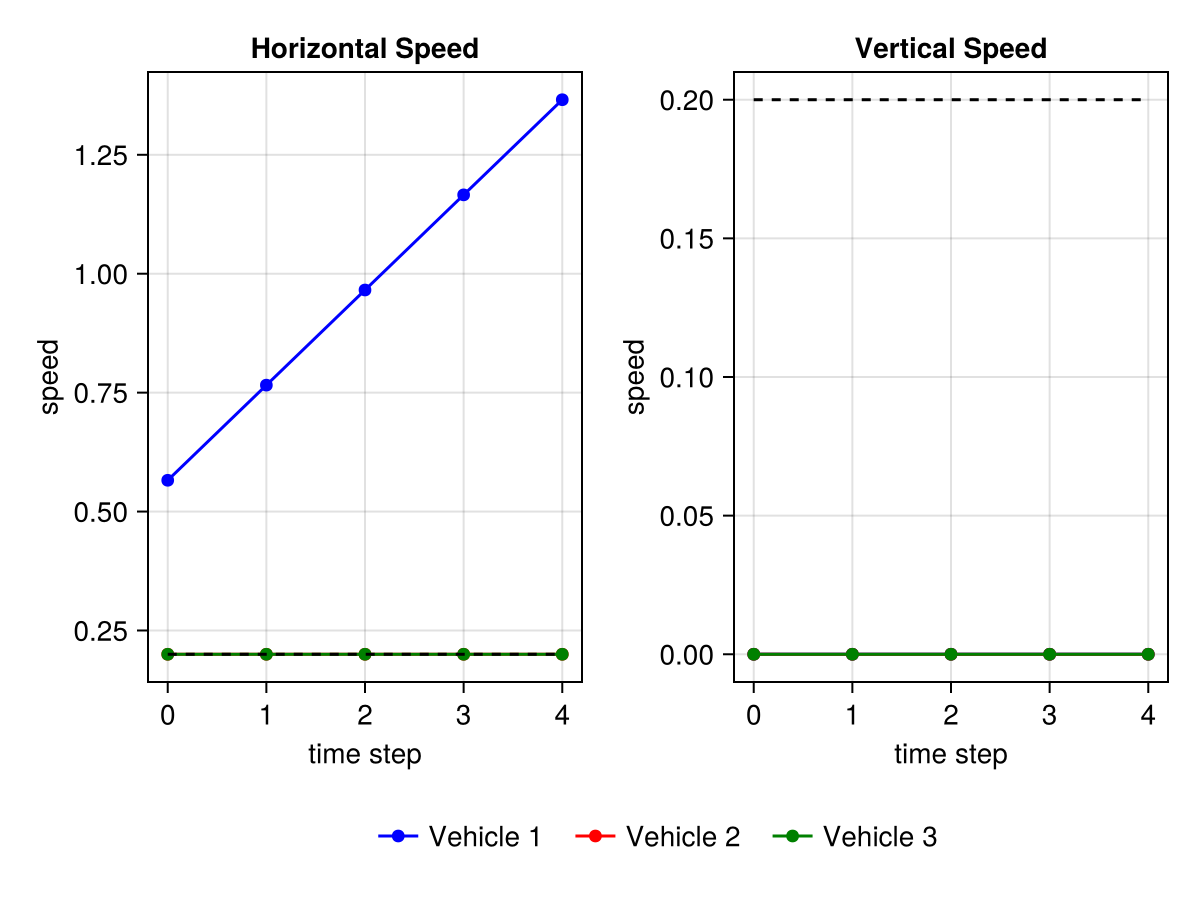 Horizontal Speed
speed
1.25
1.00
0.75
0.50
0.25
0 1 2 3 4
time step
Vertical Speed
speed
0.20
0.15
0.10
0.05
0.00
0 1 2 3 4
time step
Vehicle 1 Vehicle 2 Vehicle 3